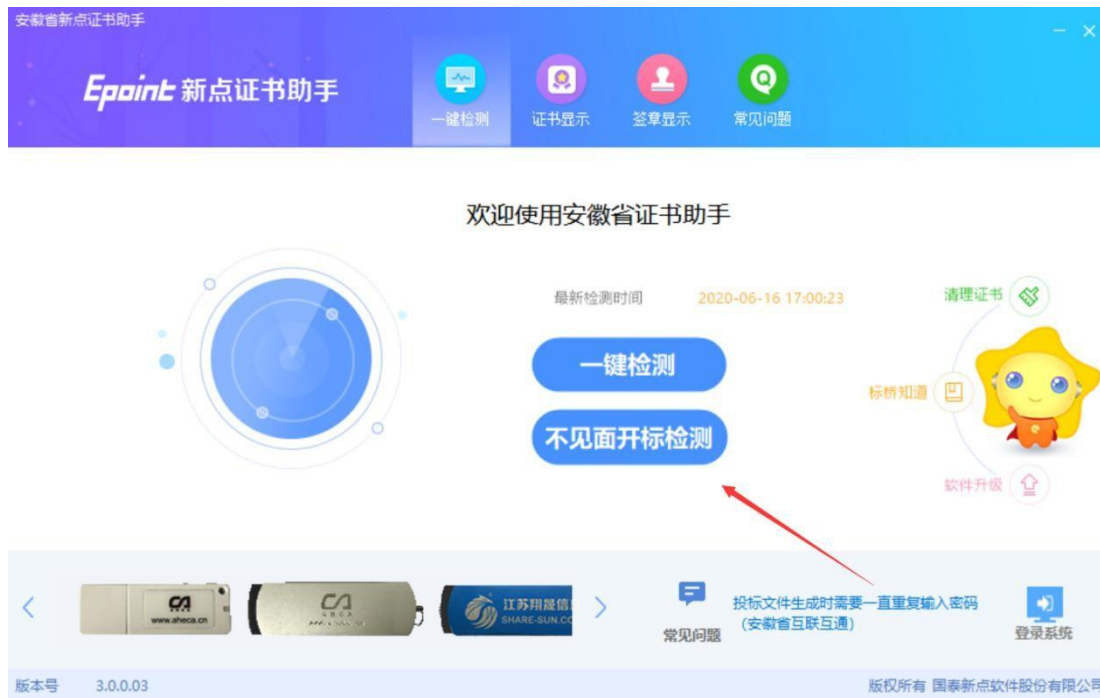 安徽省新点证书助手
Epoint 新点证书助手
一键检测
证书显示
签章显示
常见问题
欢迎使用安徽省证书助手
最新检测时间 2020-06-16 17:00:23
清理证书
一键检测
标桥知道
不见面开标检测
软件升级
www.aheca.cn
江苏翔晟信
SHARE-SUN.CO
常见问题
投标文件生成时需要一直重复输入密码
(安徽省互联互通)
登录系统
版本号 3.0.0.03
版权所有 国泰新点软件股份有限公司